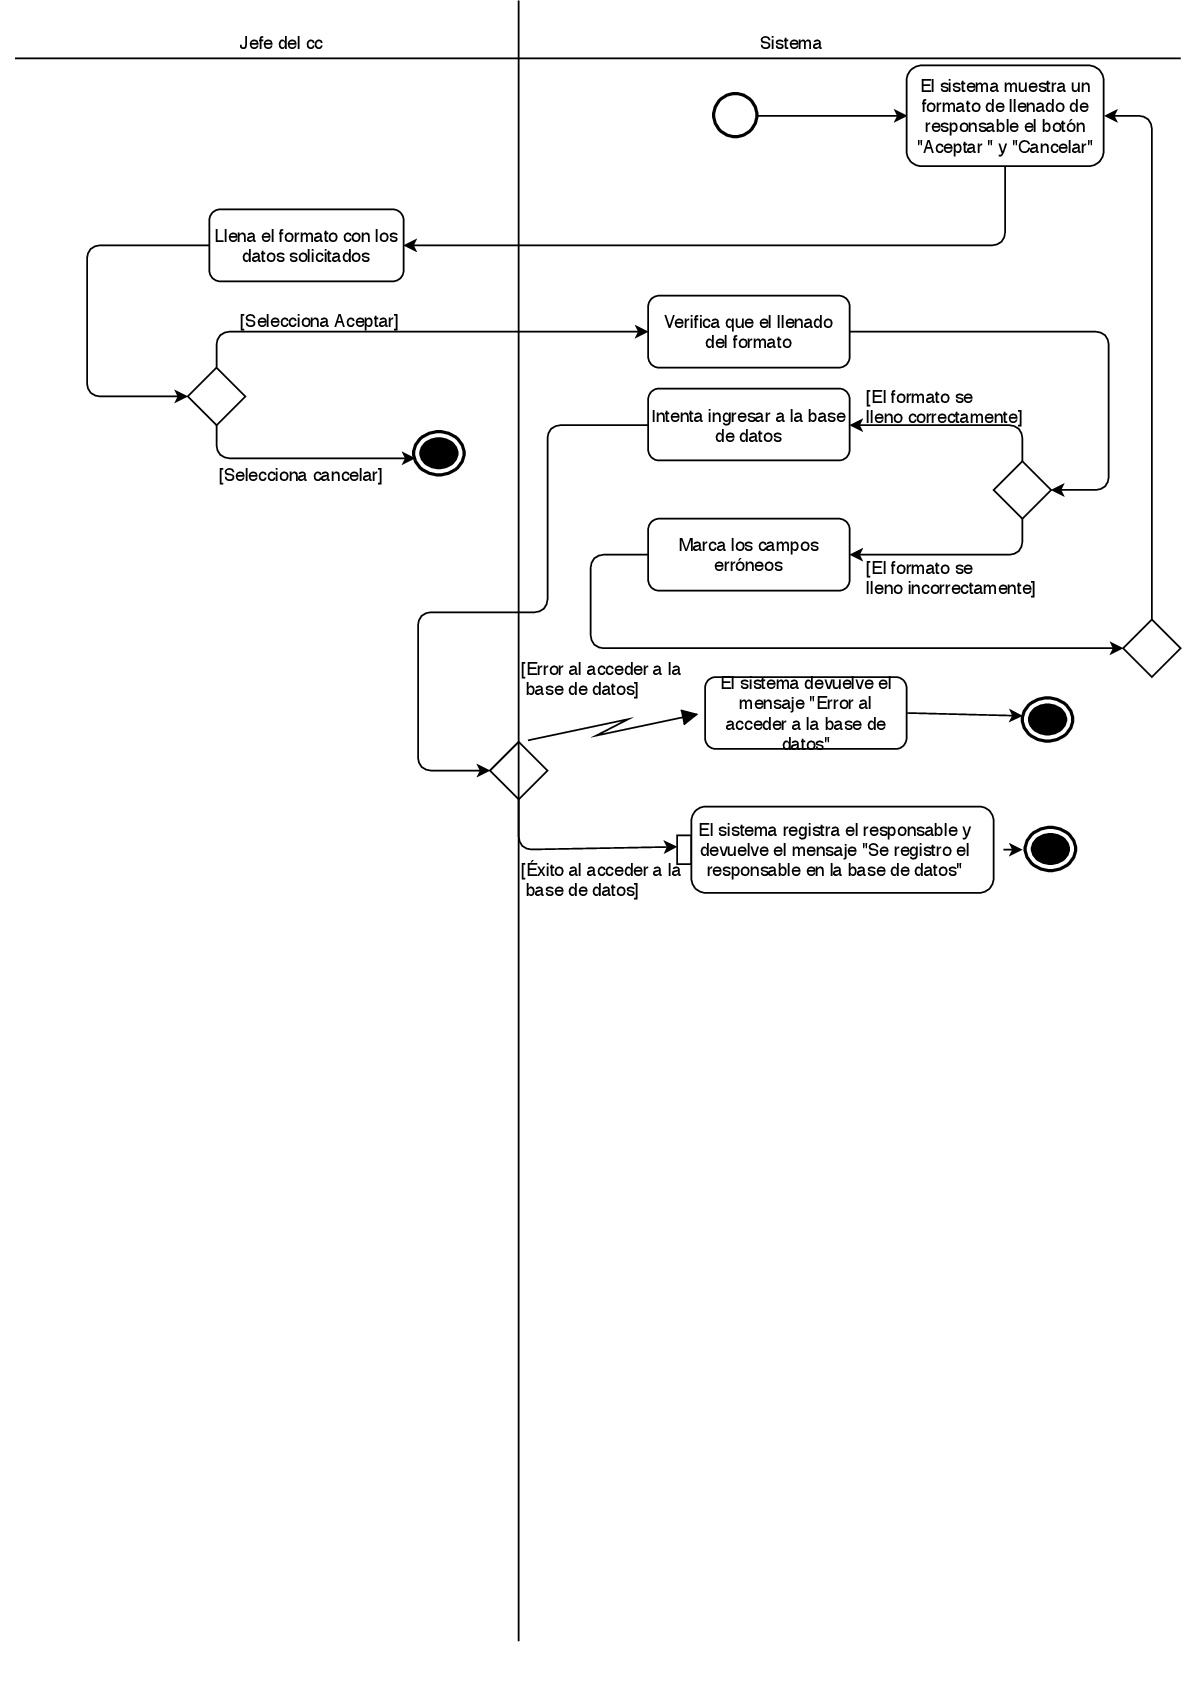 Jefe del cc
Sistema
El sistema muestra un
formato de llenado de
responsable el botón
"Aceptar " y "Cancelar"
Llena el formato con los
datos solicitados
[Selecciona Aceptar]
Verifica que el llenado
del formato
[El formato se
lleno correctamente]
Intenta ingresar a la base
de datos
[Selecciona cancelar]
Marca los campos
erróneos
[El formato se
lleno incorrectamente]
[Error al acceder a la
base de datos]
El sistema devuelve el
mensaje "Error al
acceder a la base de
datos"
El sistema registra el responsable y
devuelve el mensaje "Se registro el
responsable en la base de datos"
[Éxito al acceder a la
base de datos]